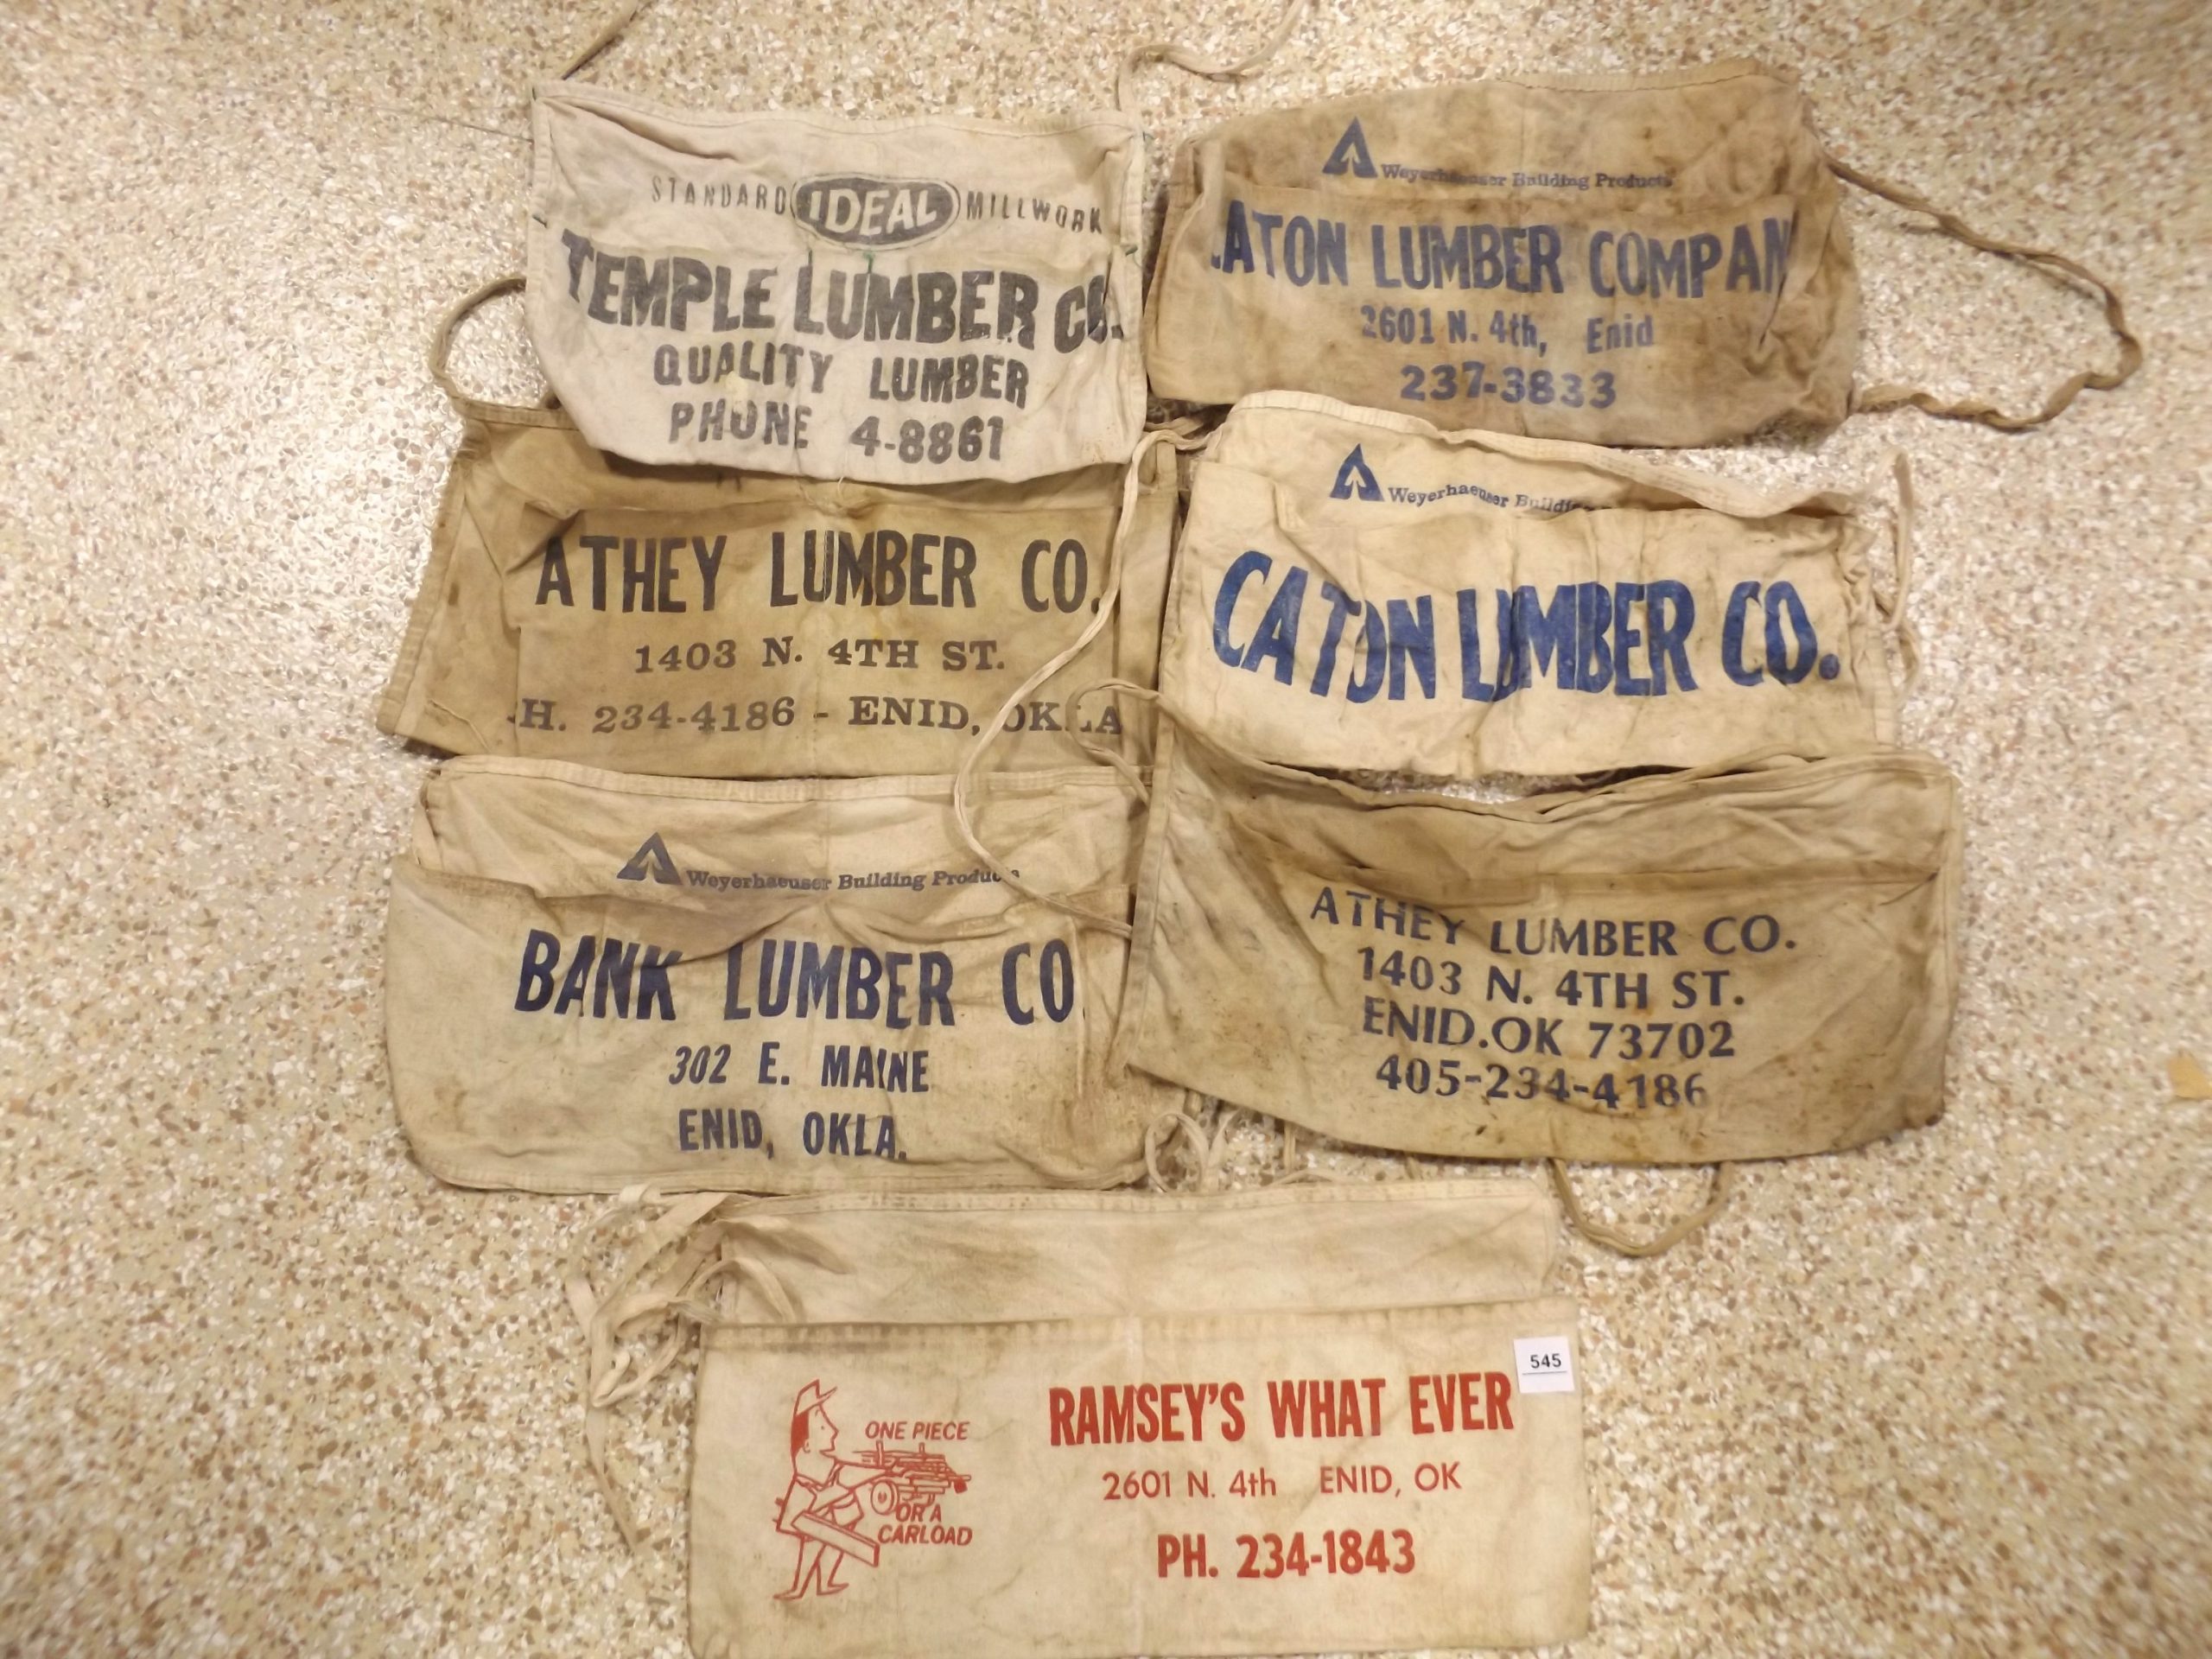 STANDARD IDEAL MILLWORK
TEMPLE LUMBER CO.
QUALITY LUMBER
PHONE 4-8861
Weyerhaeuser Building Products
ATON LUMBER COMPAN
2601 N. 4th, Enid
237-3833
ATHEY LUMBER CO.
1403 N. 4TH ST.
H. 234-4186 - ENID, OKLA
Weyerhaeuser Building
CATON LUMBER CO.
Weyerhaeuser Building Products
BANK LUMBER CO
302 E. MAINE
ENID, OKLA.
ATHEY LUMBER CO.
1403 N. 4TH ST.
ENID.OK 73702
405-234-4186
545
ONE PIECE
OR A
CARLOAD
RAMSEY'S WHAT EVER
2601 N. 4th ENID, OK
PH. 234-1843